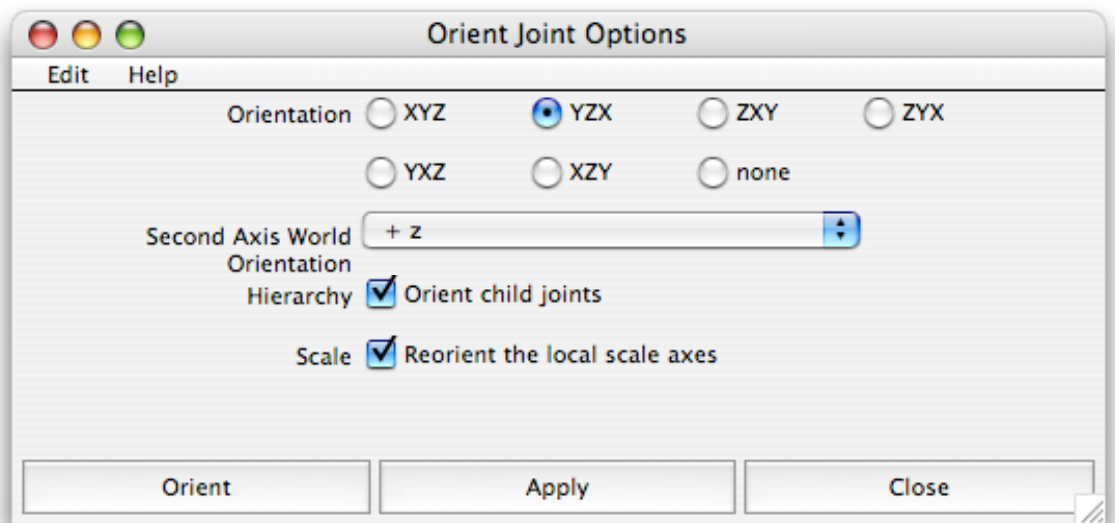 Orient Joint Options
Edit Help
Orientation XYZ YZX ZXY ZYX
YXZ XZY none
Second Axis World Orientation + z
Hierarchy Orient child joints
Scale Reorient the local scale axes
Orient Apply Close